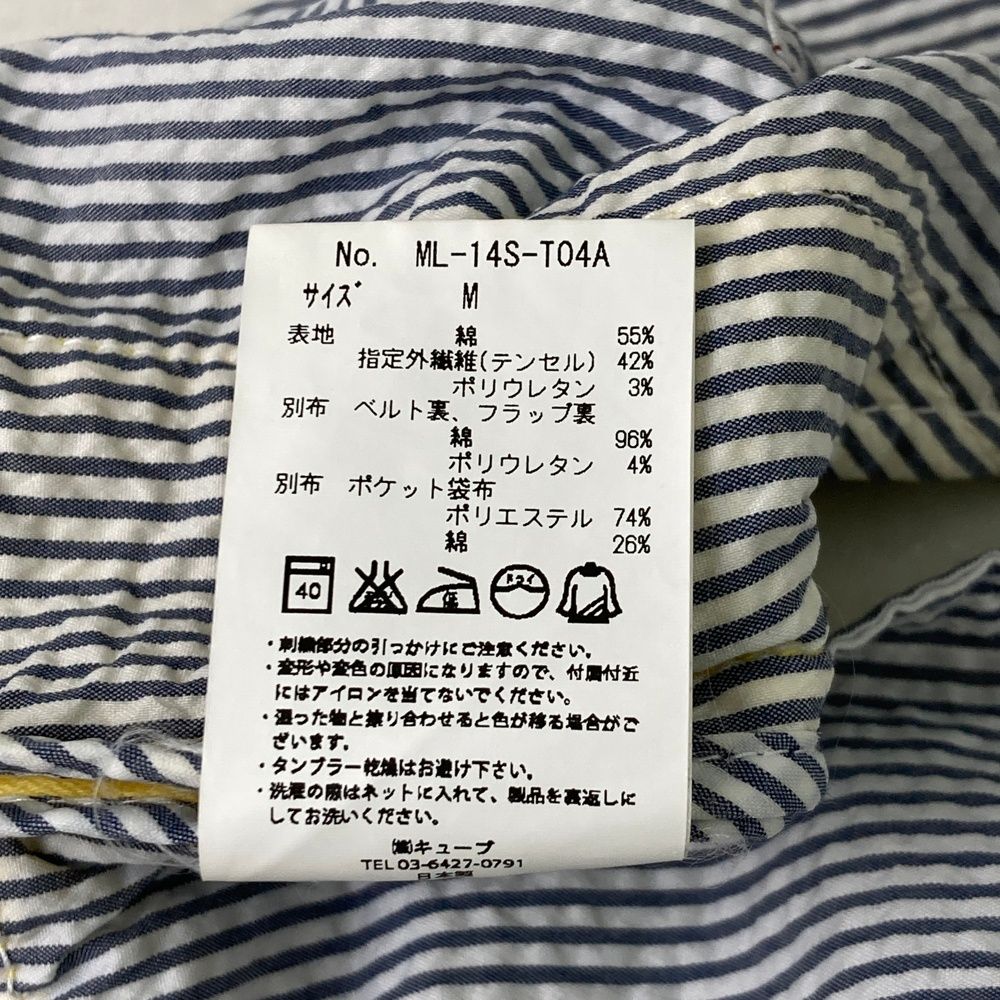 No. ML-14S-T04A
サイズ M
表地 綿 55%
指定外繊維(テンセル) 42%
ポリウレタン 3%
別布 ベルト裏、フラップ裏
綿 96%
ポリウレタン 4%
別布 ポケット袋布
ポリエステル 74%
綿 26%
40 低 ドライ
・刺繍部分の引っかけにご注意ください。
・変形や変色の原因になりますので、付属付近
にはアイロンを当てないでください。
・湿った物と擦り合わせると色が移る場合がご
ざいます。
・タンブラー乾燥はお避け下さい。
・洗濯の際はネットに入れて、製品を裏返しに
してお洗いください。
㈱キューブ
TEL 03-6427-0791
日本製